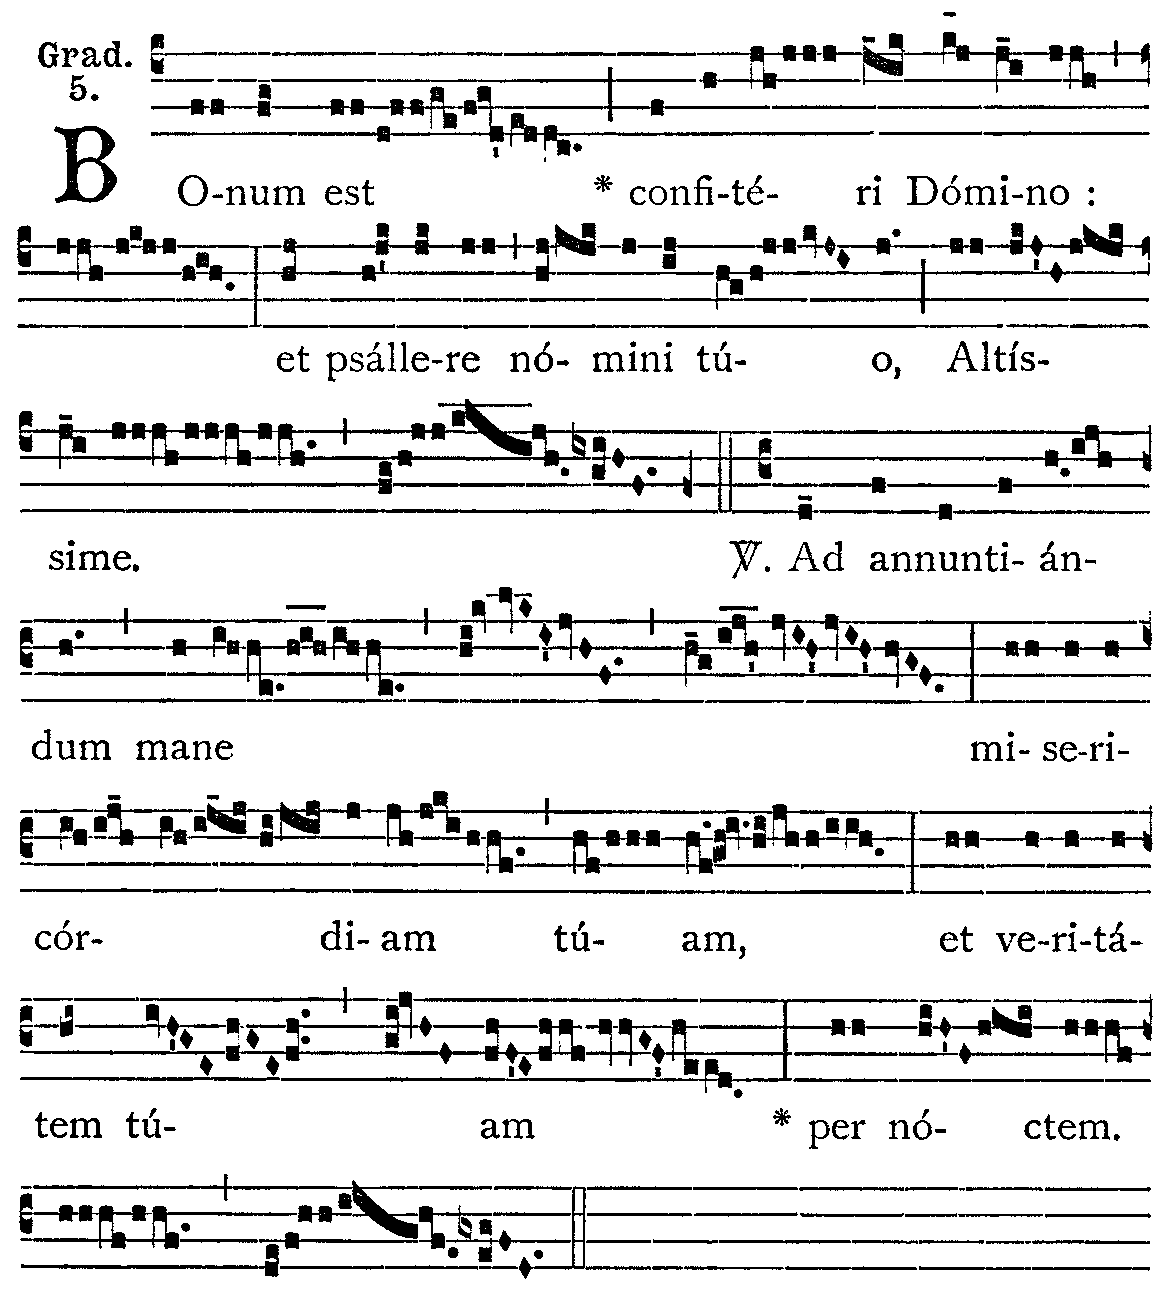 Grad.
5.
BO-num est * confi-té- ri Dómi-no :
et psálle-re nó- mini tú- o, Altís-
sime. ℣. Ad annunti- án-
dum mane mi- se-ri-
cór- di- am tú- am, et ve-ri-tá-
tem tú- am * per nó- ctem.